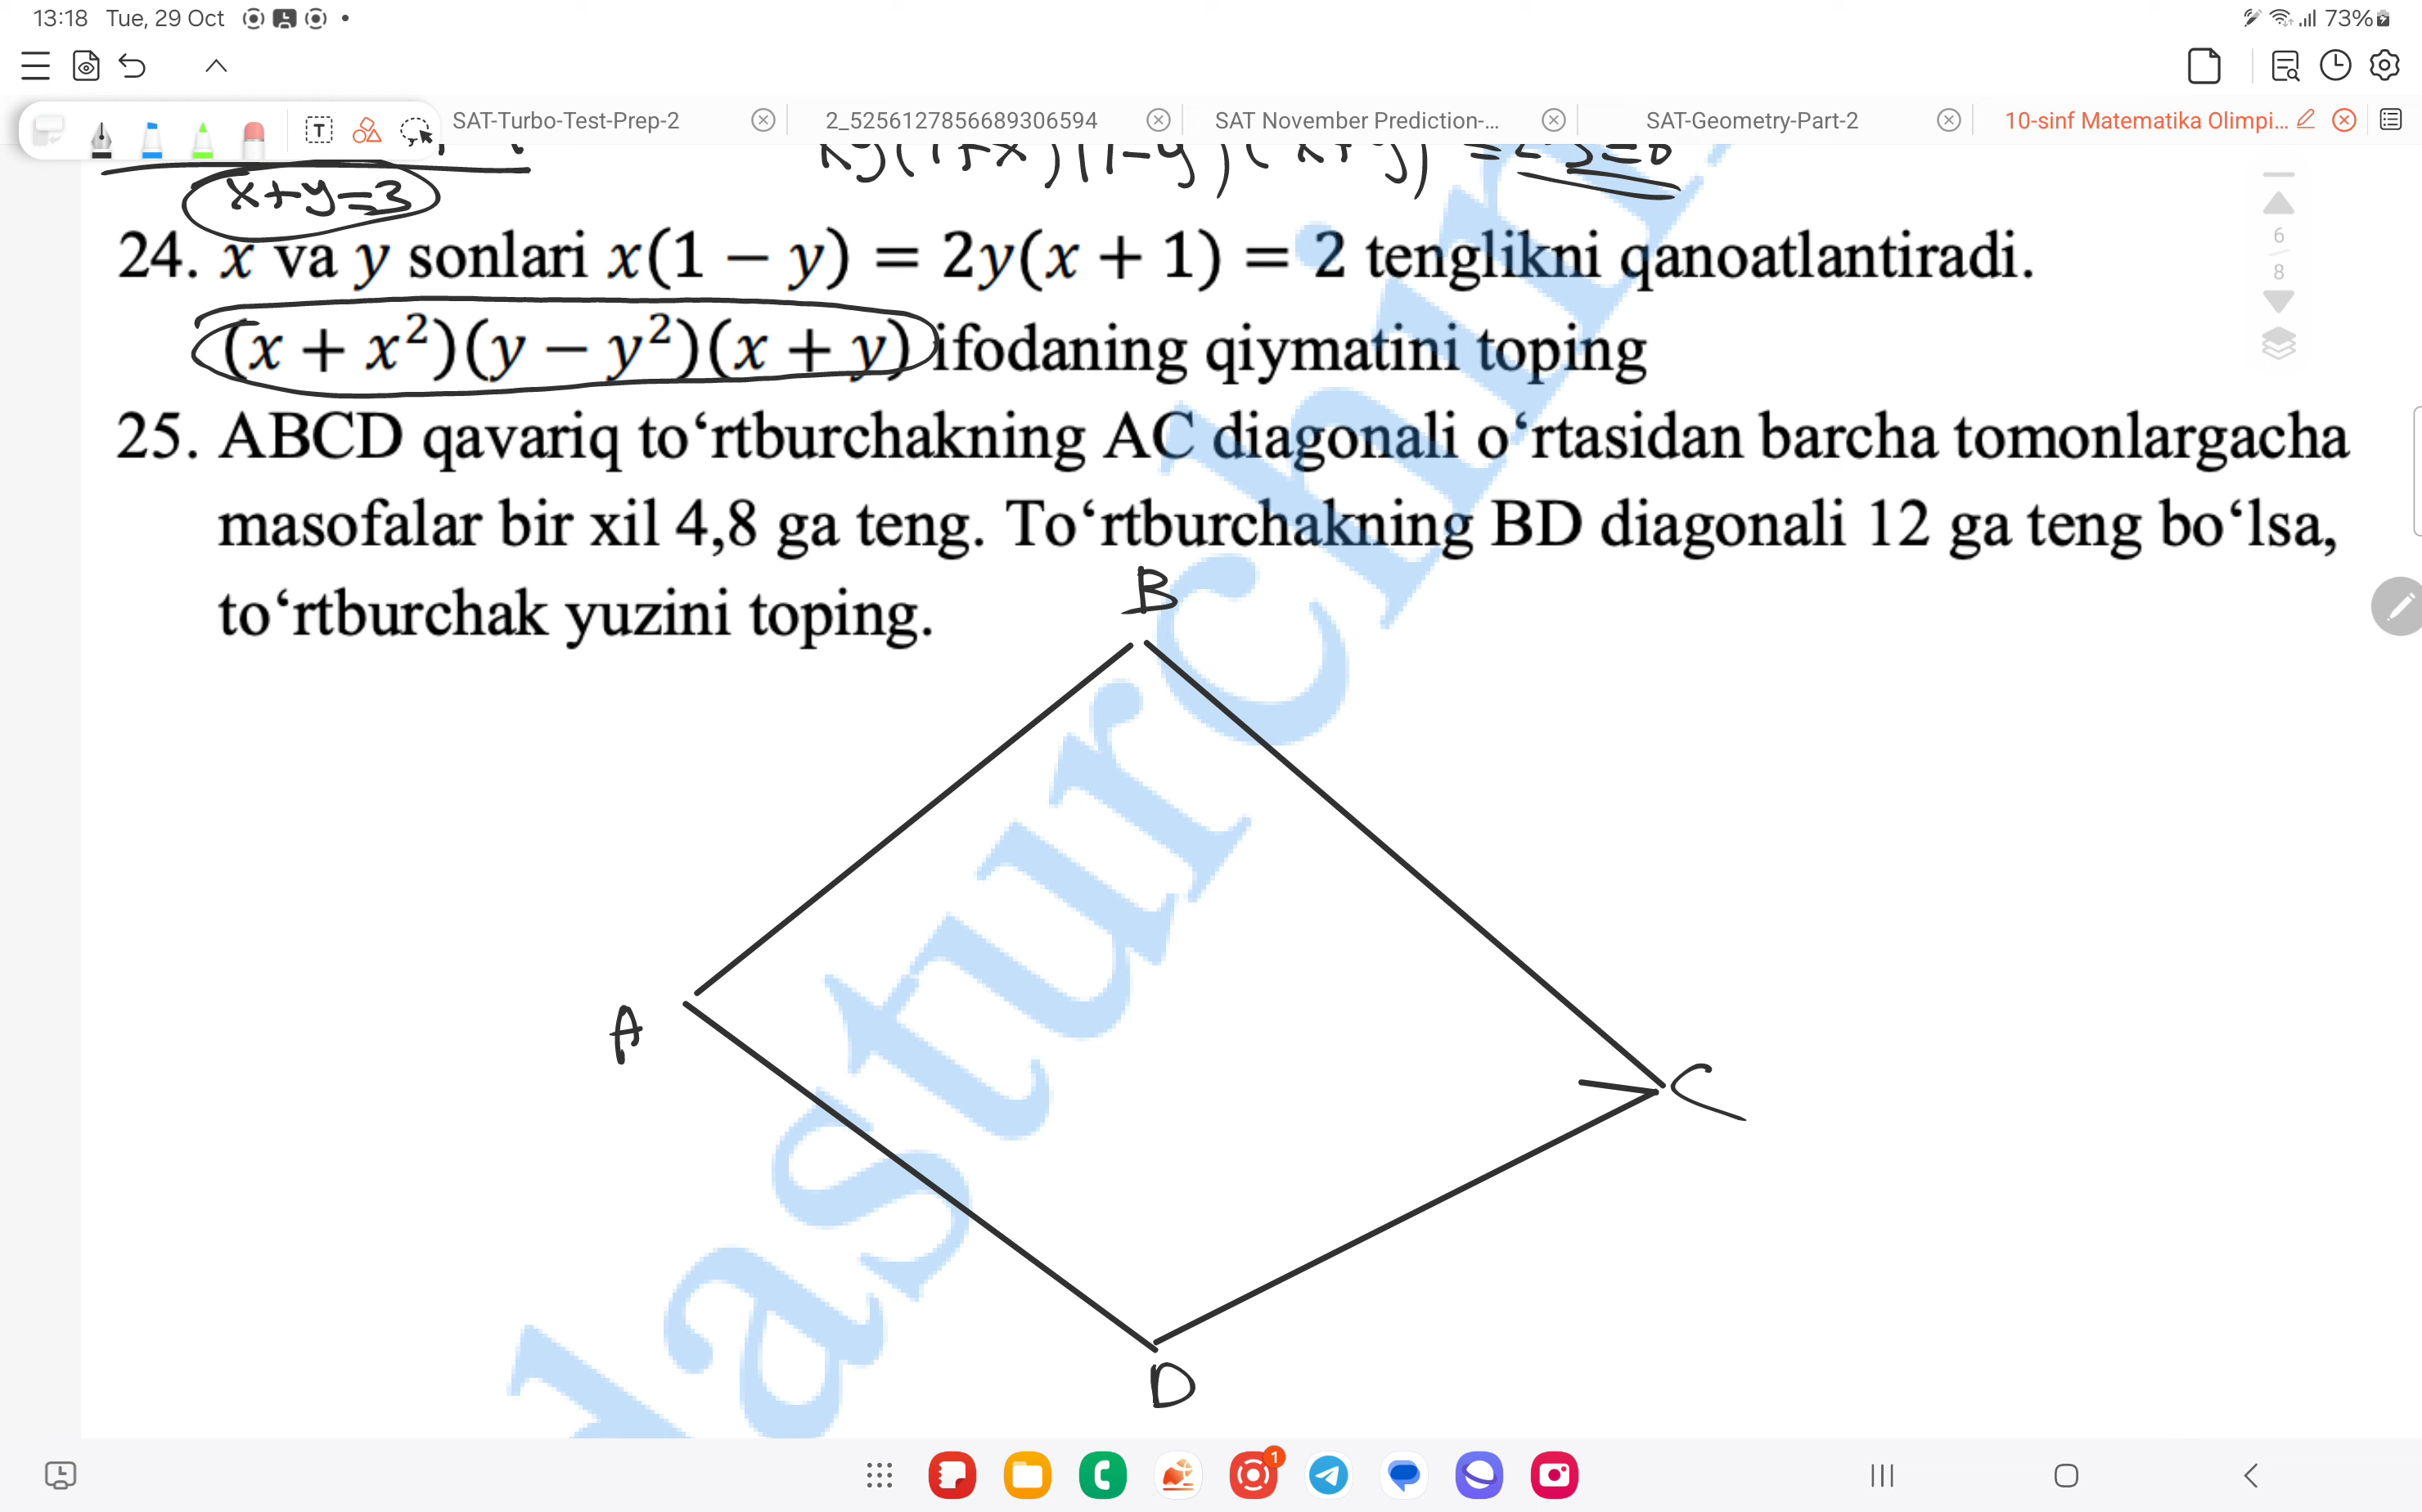 13:18 Tue, 29 Oct
73%
SAT-Turbo-Test-Prep-2
2_5256127856689306594
SAT November Prediction-...
SAT-Geometry-Part-2
10-sinf Matematika Olimpi...
x+y=3
24. x va y sonlari x(1 − y) = 2y(x + 1) = 2 tenglikni qanoatlantiradi.
(x + x²)(y − y²)(x + y) ifodaning qiymatini toping
25. ABCD qavariq to‘rtburchakning AC diagonali o‘rtasidan barcha tomonlargacha
masofalar bir xil 4,8 ga teng. To‘rtburchakning BD diagonali 12 ga teng bo‘lsa,
to‘rtburchak yuzini toping.
6
8
B
A
C
D
1